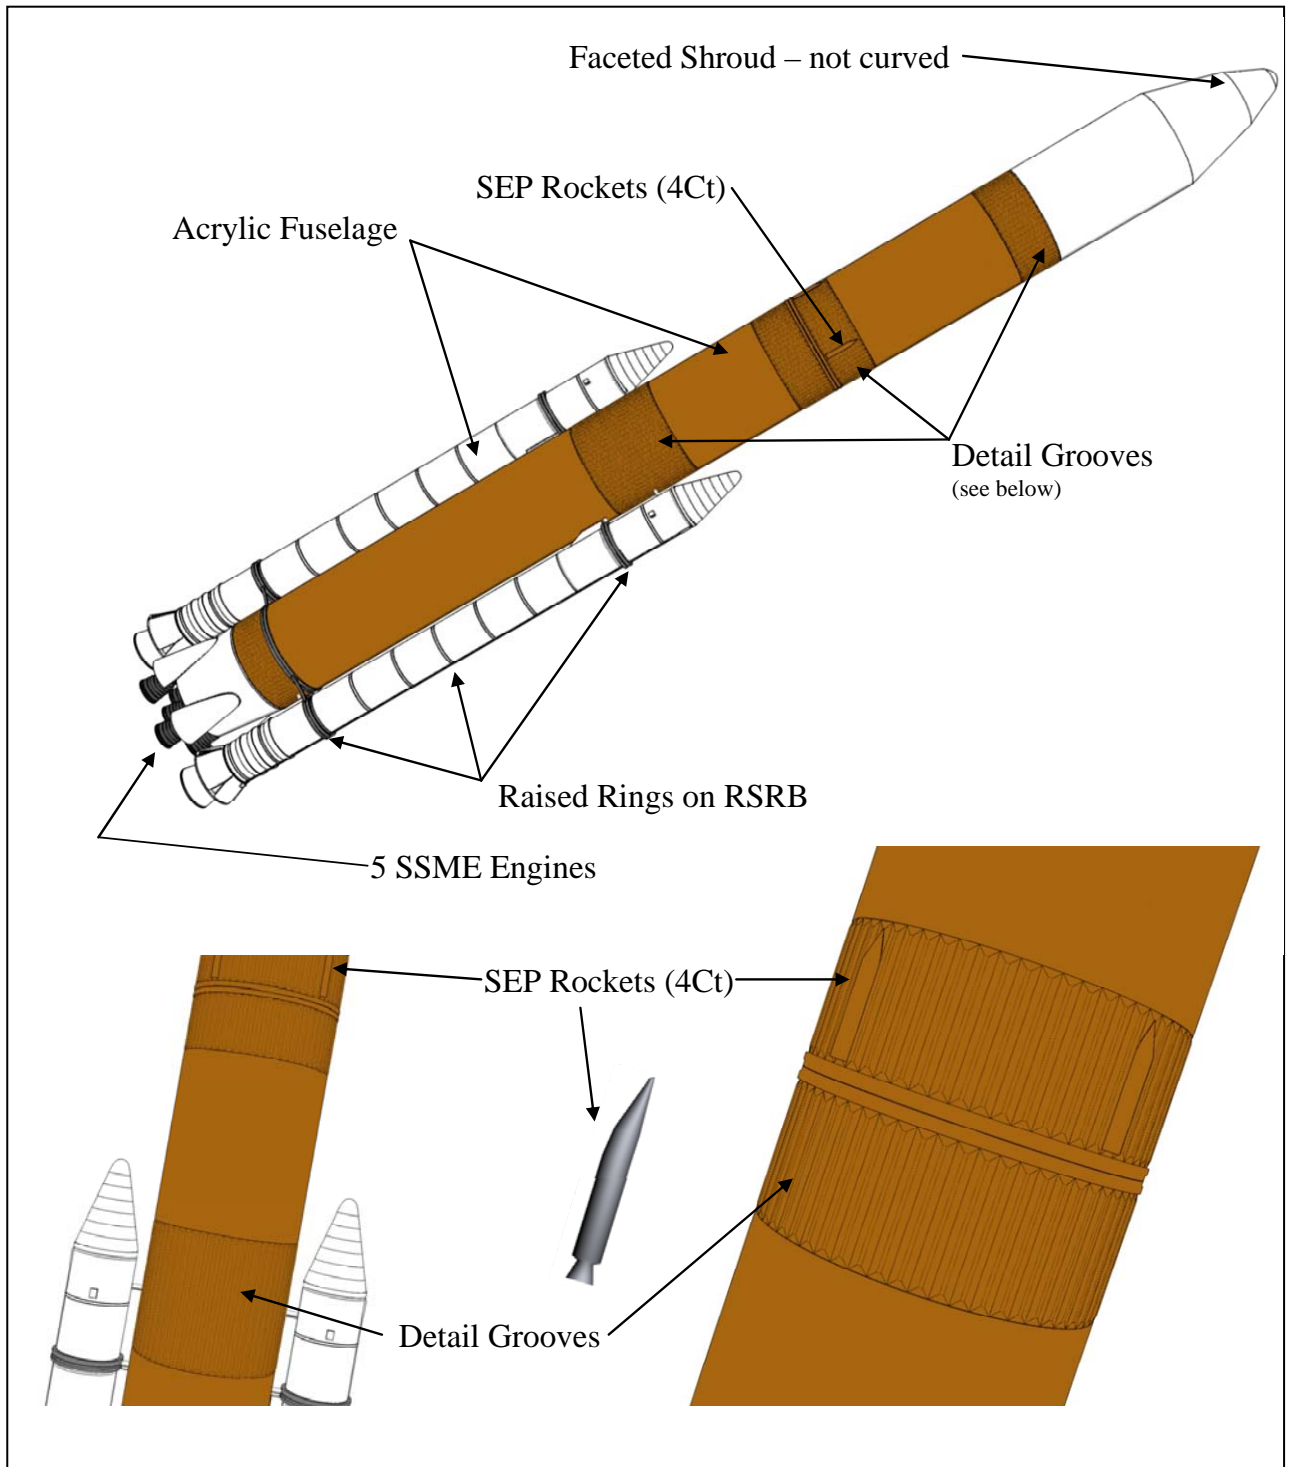 Faceted Shroud – not curved
SEP Rockets (4Ct)
Acrylic Fuselage
Detail Grooves
(see below)
Raised Rings on RSRB
5 SSME Engines
SEP Rockets (4Ct)
Detail Grooves